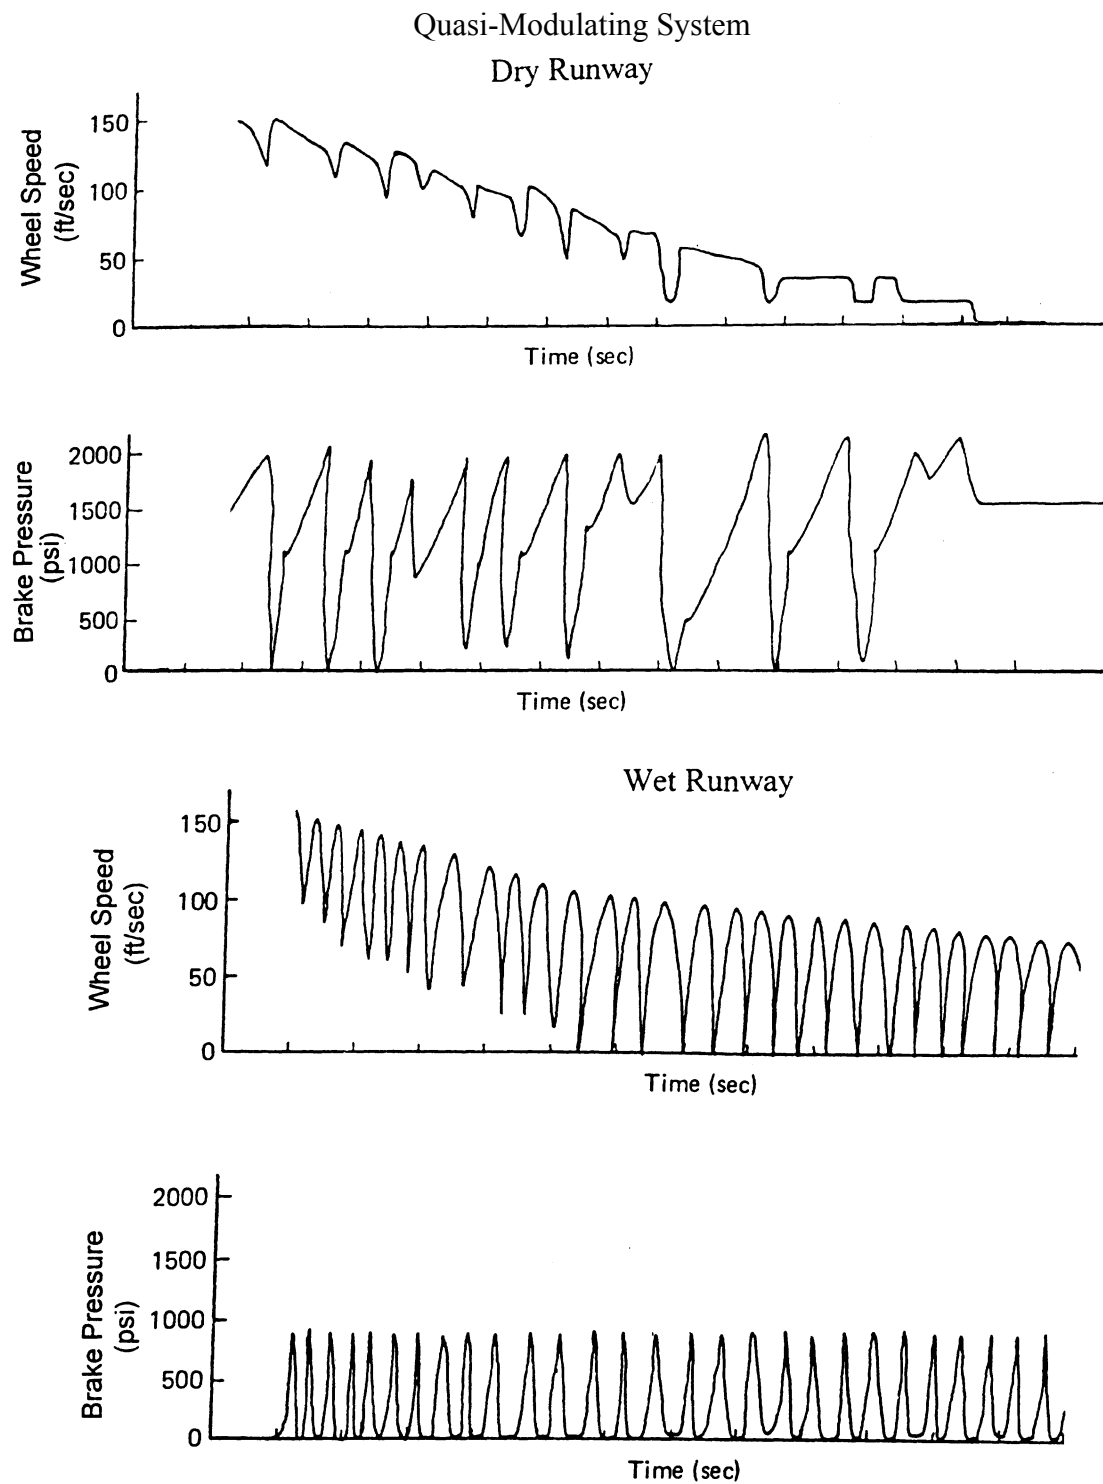 Quasi-Modulating System
Dry Runway
Wheel Speed
(ft/sec)
150
100
50
0
Time (sec)
Brake Pressure
(psi)
2000
1500
1000
500
0
Time (sec)
Wet Runway
Wheel Speed
(ft/sec)
150
100
50
0
Time (sec)
Brake Pressure
(psi)
2000
1500
1000
500
0
Time (sec)